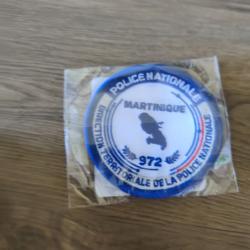 POLICE NATIONALE
MARTINIQUE
972
DIRECTION TERRITORIALE DE LA POLICE NATIONALE